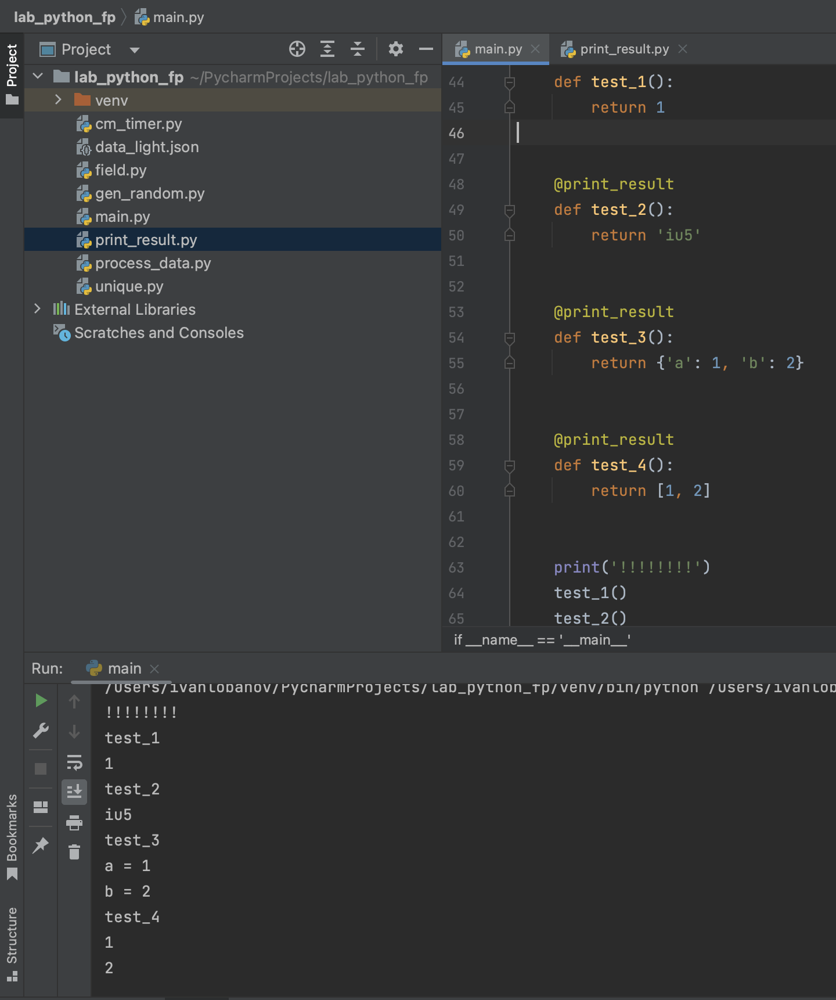 lab_python_fp main.py
Project
Project
main.py
print_result.py
lab_python_fp ~/PycharmProjects/lab_python_fp
venv
cm_timer.py
data_light.json
field.py
gen_random.py
main.py
print_result.py
process_data.py
unique.py
External Libraries
Scratches and Consoles
44 def test_1():
45 return 1
46
47
48 @print_result
49 def test_2():
50 return 'iu5'
51
52
53 @print_result
54 def test_3():
55 return {'a': 1, 'b': 2}
56
57
58 @print_result
59 def test_4():
60 return [1, 2]
61
62
63 print('!!!!!!!!')
64 test_1()
65 test_2()
if __name__ == '__main__'
Run: main
/Users/ivanlobanov/PycharmProjects/lab_python_fp/venv/bin/python /Users/ivanlob
!!!!!!!!
test_1
1
test_2
iu5
test_3
a = 1
b = 2
test_4
1
2
Bookmarks
Structure